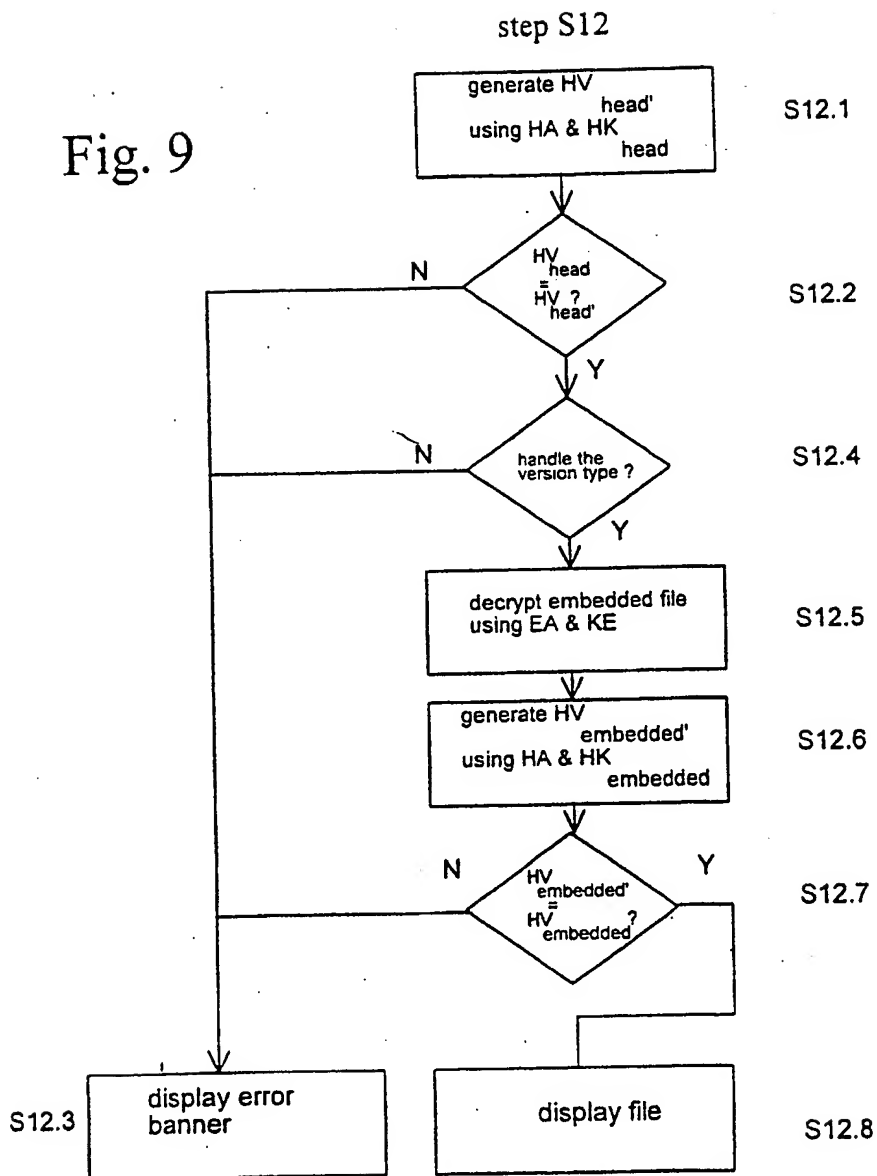 step S12
Fig. 9
generate HV
head'
using HA & HK
head
S12.1
N
HV
head
=
HV ?
head'
S12.2
Y
N
handle the
version type ?
S12.4
Y
decrypt embedded file
using EA & KE
S12.5
generate HV
embedded'
using HA & HK
embedded
S12.6
N
HV
embedded'
=
HV ?
embedded
Y
S12.7
S12.3
display error
banner
display file
S12.8